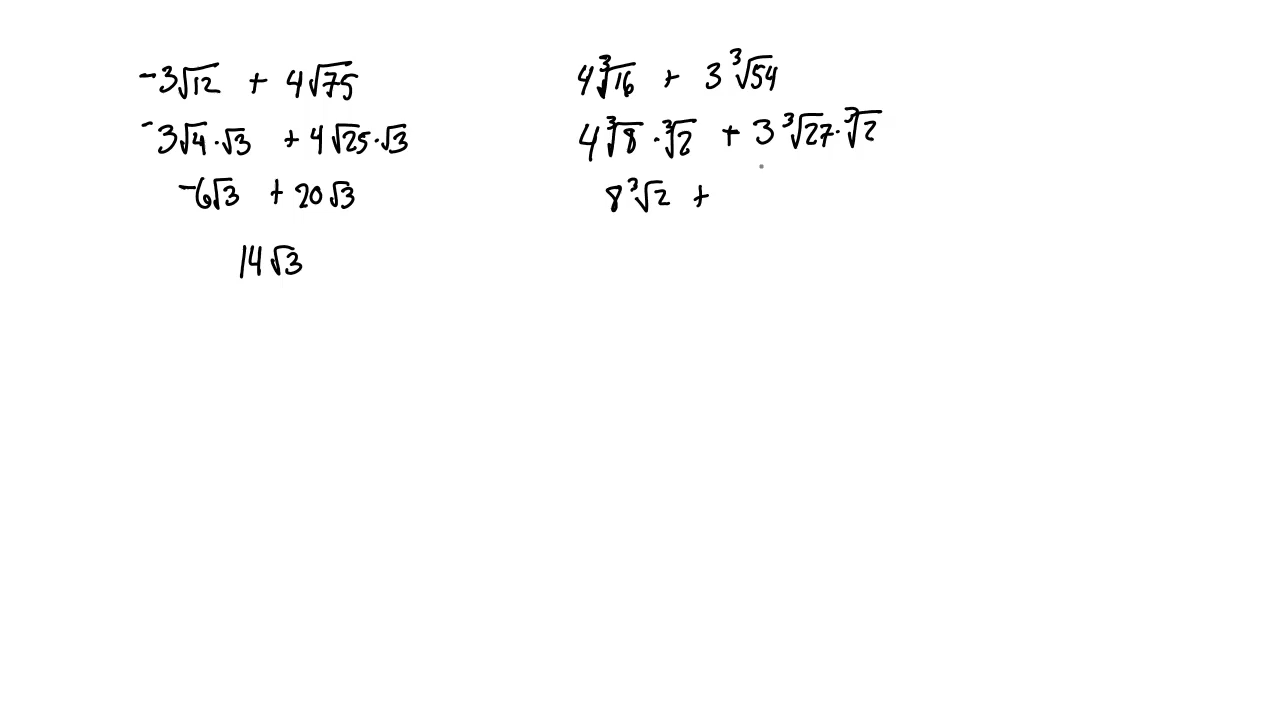 -3√12 + 4√75
-3√4 · √3 + 4√25 · √3
-6√3 + 20√3
14√3
4∛16 + 3∛54
4∛8 · ∛2 + 3∛27 · ∛2
8∛2 +